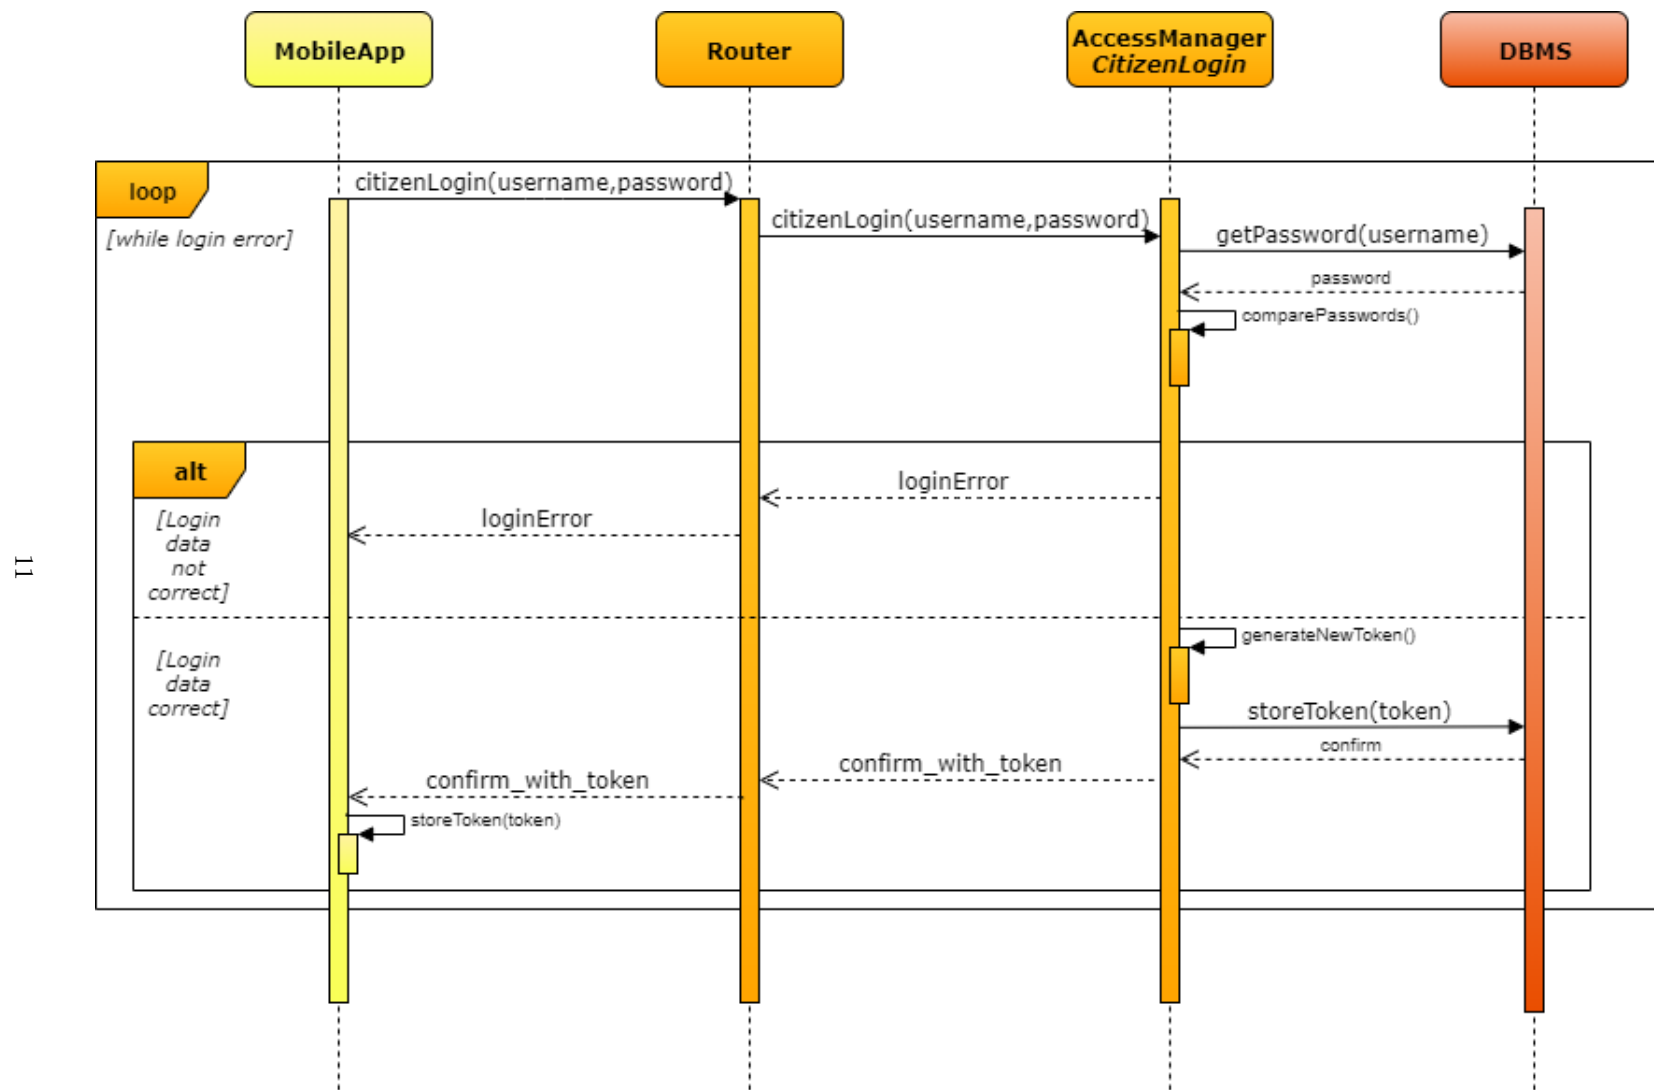 MobileApp
Router
AccessManager
CitizenLogin
DBMS
loop
[while login error]
citizenLogin(username,password)
citizenLogin(username,password)
getPassword(username)
password
comparePasswords()
alt
[Login
data
not
correct]
loginError
loginError
[Login
data
correct]
generateNewToken()
storeToken(token)
confirm
confirm_with_token
confirm_with_token
storeToken(token)
11